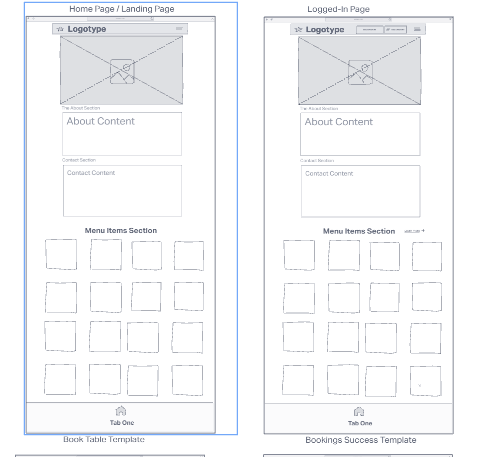 Home Page / Landing Page
Logotype
The About Section
About Content
Contact Section
Contact Content
Menu Items Section
Tab One
Book Table Template
Logged-In Page
Logotype
The About Section
About Content
Contact Section
Contact Content
Menu Items Section
Tab One
Bookings Success Template